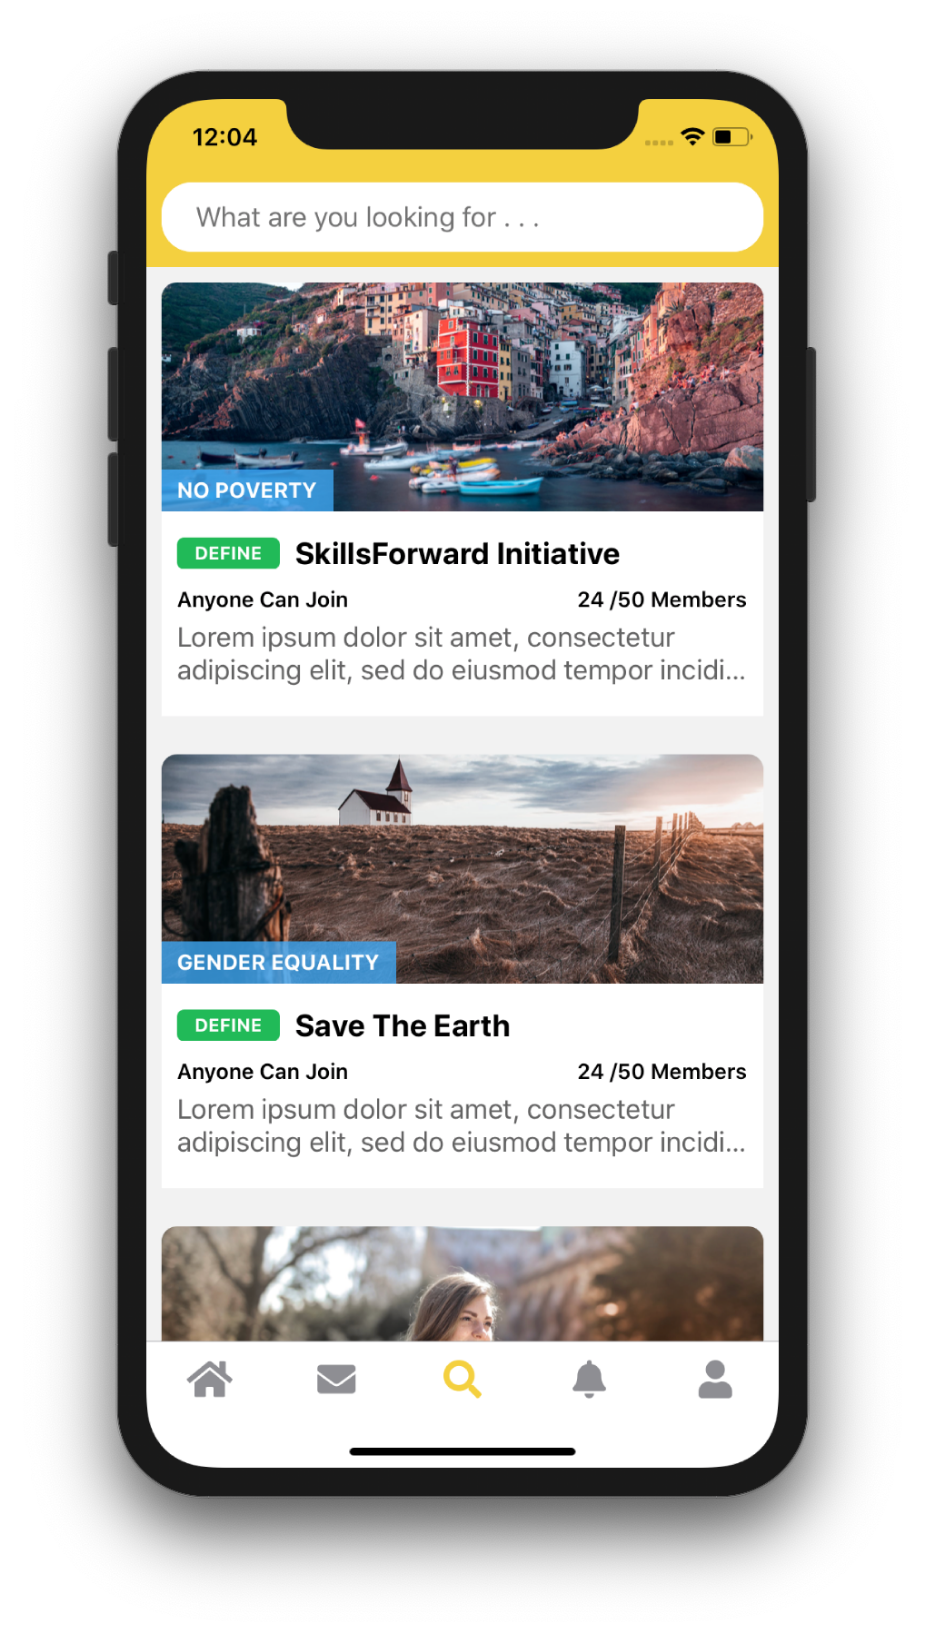 12:04
What are you looking for . . .
NO POVERTY
DEFINE SkillsForward Initiative
Anyone Can Join 24 /50 Members
Lorem ipsum dolor sit amet, consectetur
adipiscing elit, sed do eiusmod tempor incidi...
GENDER EQUALITY
DEFINE Save The Earth
Anyone Can Join 24 /50 Members
Lorem ipsum dolor sit amet, consectetur
adipiscing elit, sed do eiusmod tempor incidi...